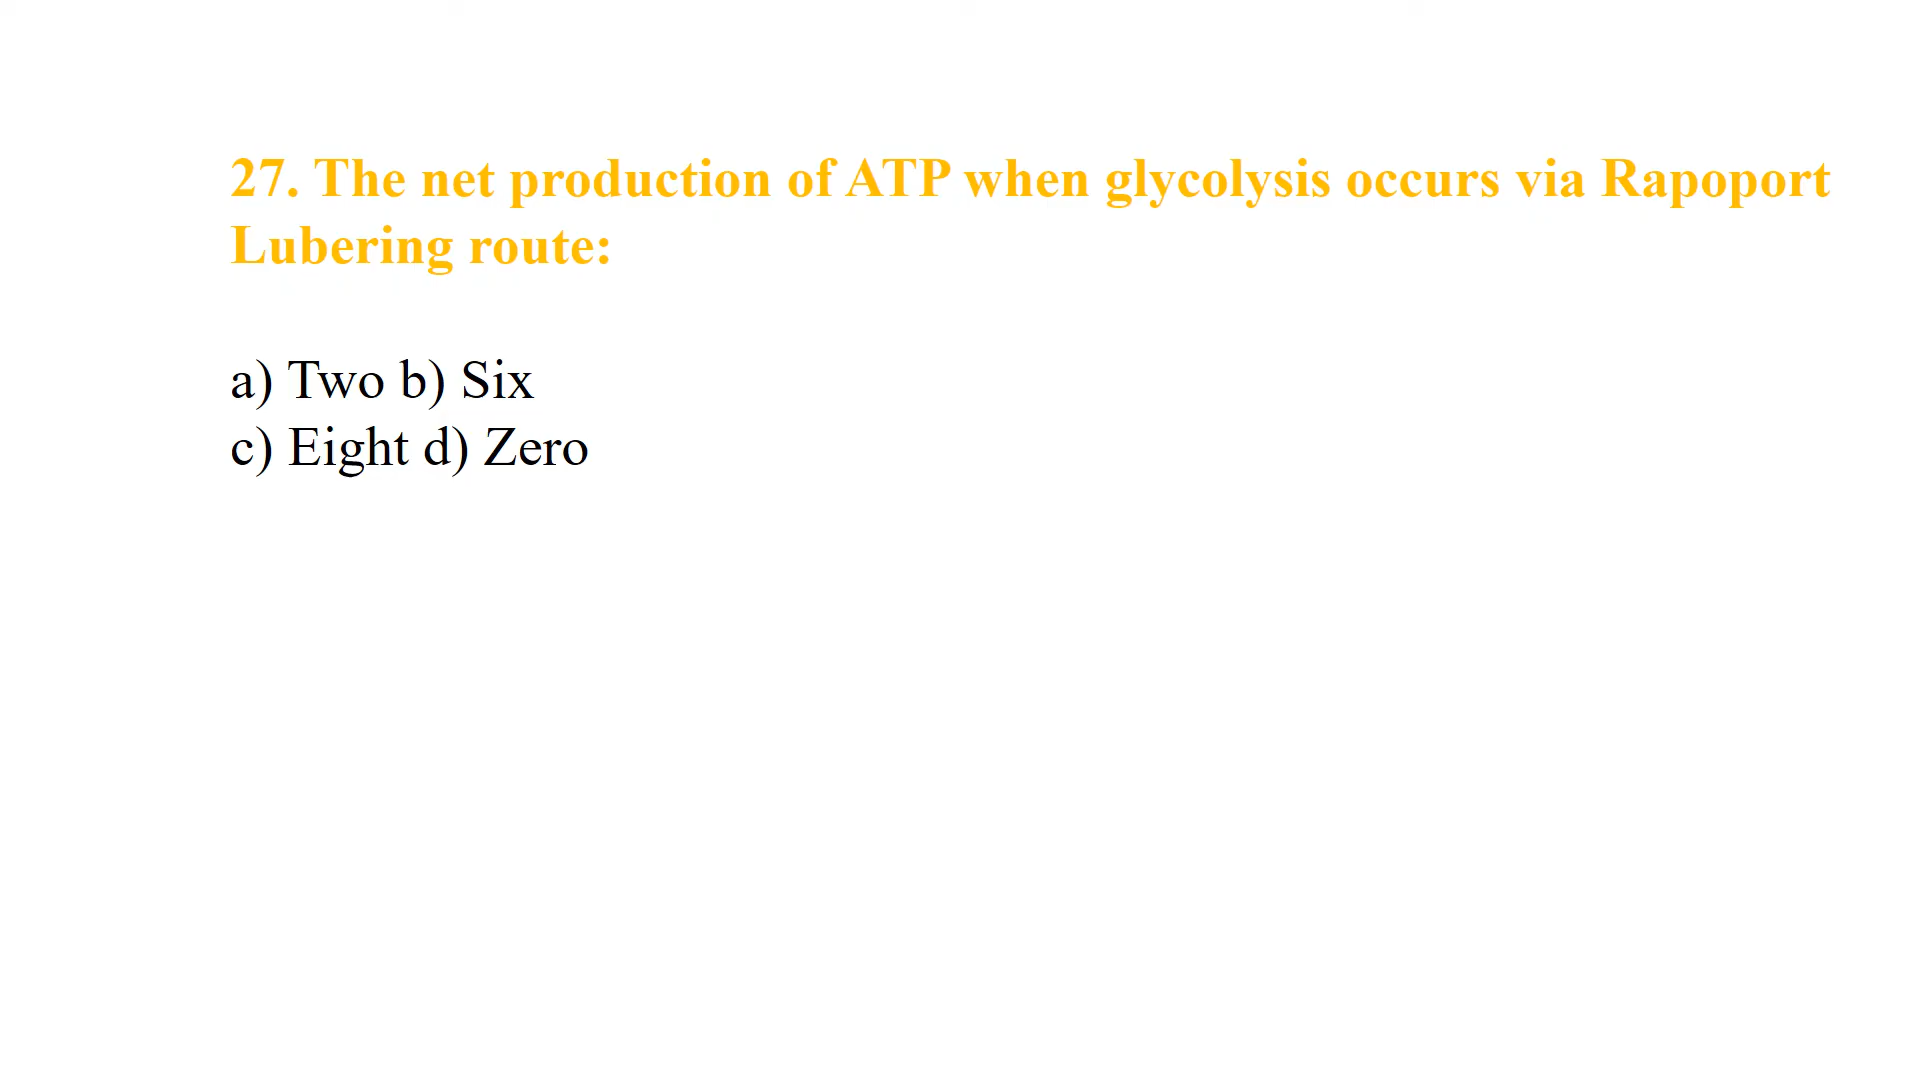 27. The net production of ATP when glycolysis occurs via Rapoport
Lubering route:
a) Two b) Six
c) Eight d) Zero